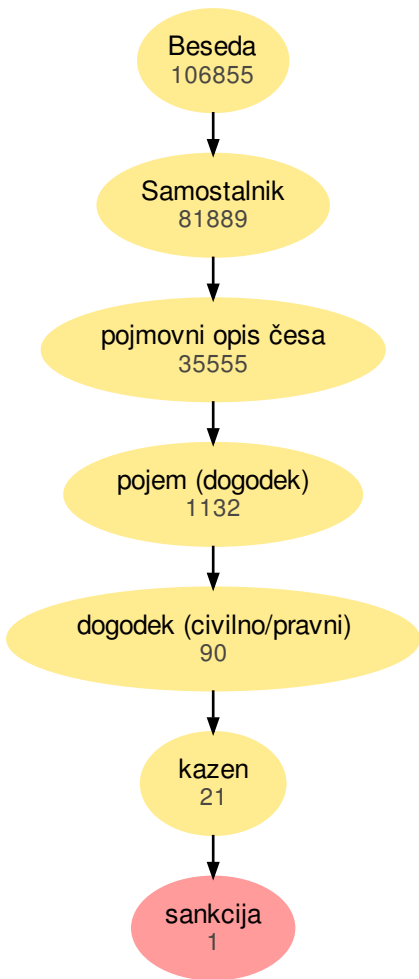 Beseda
106855
Samostalnik
81889
pojmovni opis česa
35555
pojem (dogodek)
1132
dogodek (civilno/pravni)
90
kazen
21
sankcija
1